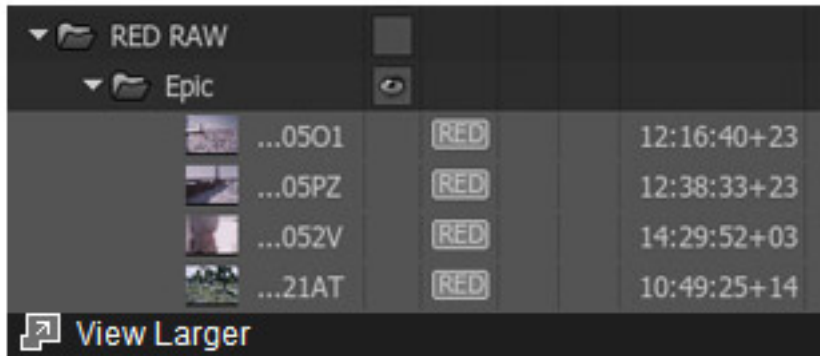 RED RAW
Epic
...05O1 RED 12:16:40+23
...05PZ RED 12:38:33+23
...052V RED 14:29:52+03
...21AT RED 10:49:25+14
View Larger